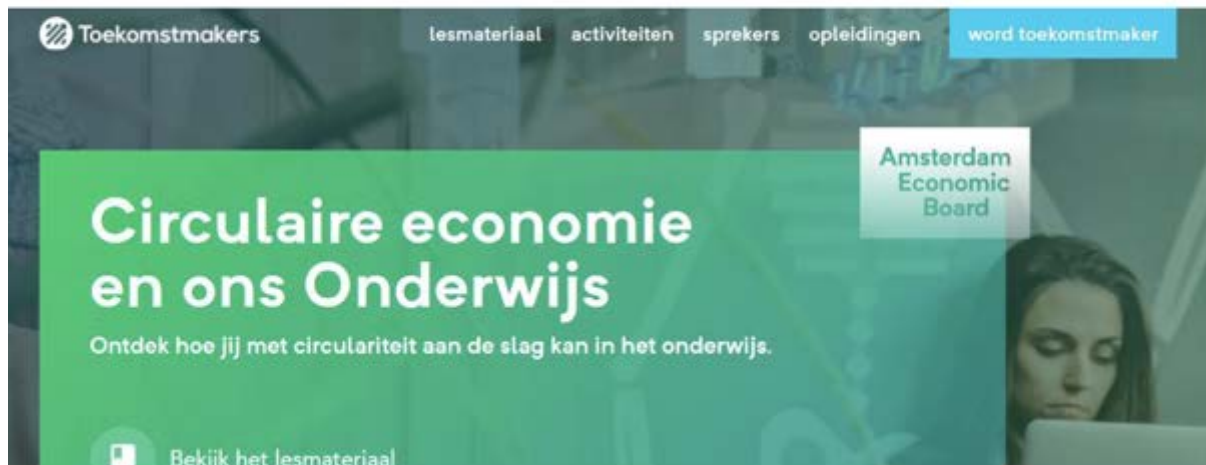 Toekomstmakers
lesmateriaal activiteiten sprekers opleidingen word toekomstmaker
Amsterdam
Economic
Board
Circulaire economie
en ons Onderwijs
Ontdek hoe jij met circulariteit aan de slag kan in het onderwijs.
Bekijk het lesmateriaal